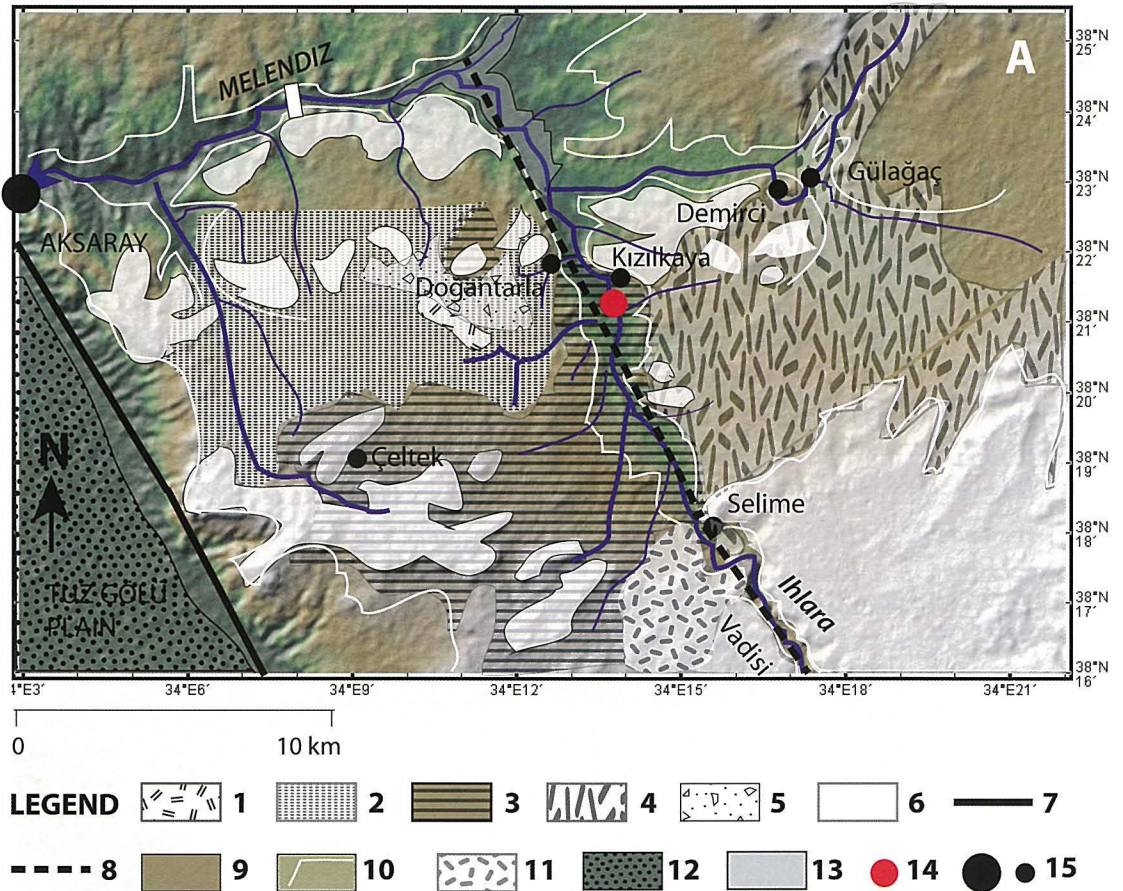 A
MELENDIZ
38°N
25′
38°N
24′
38°N
23′
38°N
22′
38°N
21′
38°N
20′
38°N
19′
38°N
18′
38°N
17′
38°N
16′
Gülağaç
Demirci
AKSARAY
Kızılkaya
Doğantarla
Çeltek
N
Selime
TUZ GÖLÜ
PLAIN
Ihlara
Vadisi
1°E3′ 34°E6′ 34°E9′ 34°E12′ 34°E15′ 34°E18′ 34°E21′
0 10 km
LEGEND 1 2 3 4 5 6 7
8 9 10 11 12 13 14 15